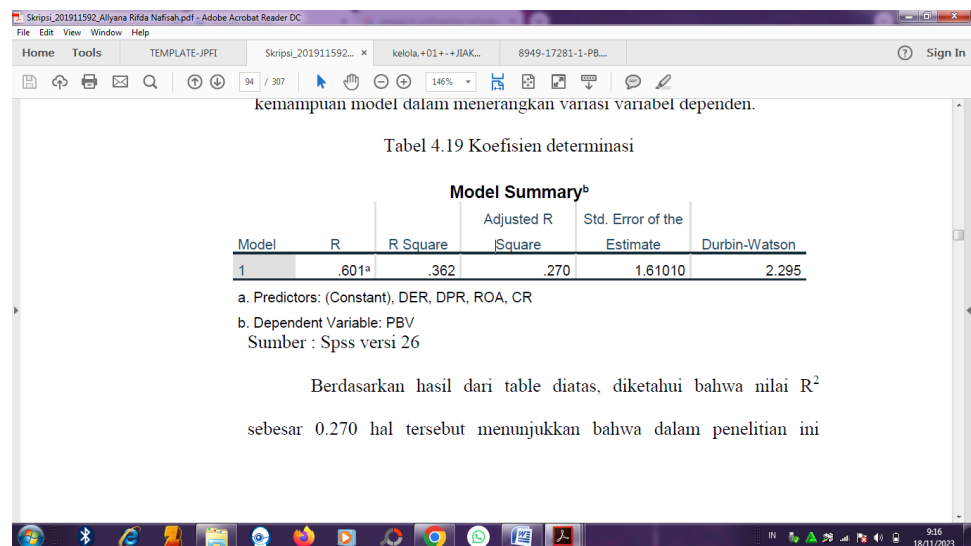 Skripsi_201911592_Allyana Rifda Nafisah.pdf - Adobe Acrobat Reader DC
File Edit View Window Help
Home Tools TEMPLATE-JPFI Skripsi_201911592... × kelola,+01+-+JIAK... 8949-17281-1-PB.... Sign In
94 / 307 146%
kemampuan model dalam menerangkan variasi variabel dependen.
Tabel 4.19 Koefisien determinasi
Model Summaryᵇ
Model R R Square Adjusted R Square Std. Error of the Estimate Durbin-Watson
1 .601ᵃ .362 .270 1.61010 2.295
a. Predictors: (Constant), DER, DPR, ROA, CR
b. Dependent Variable: PBV
Sumber : Spss versi 26
Berdasarkan hasil dari table diatas, diketahui bahwa nilai R²
sebesar 0.270 hal tersebut menunjukkan bahwa dalam penelitian ini
IN 9:16
18/11/2023